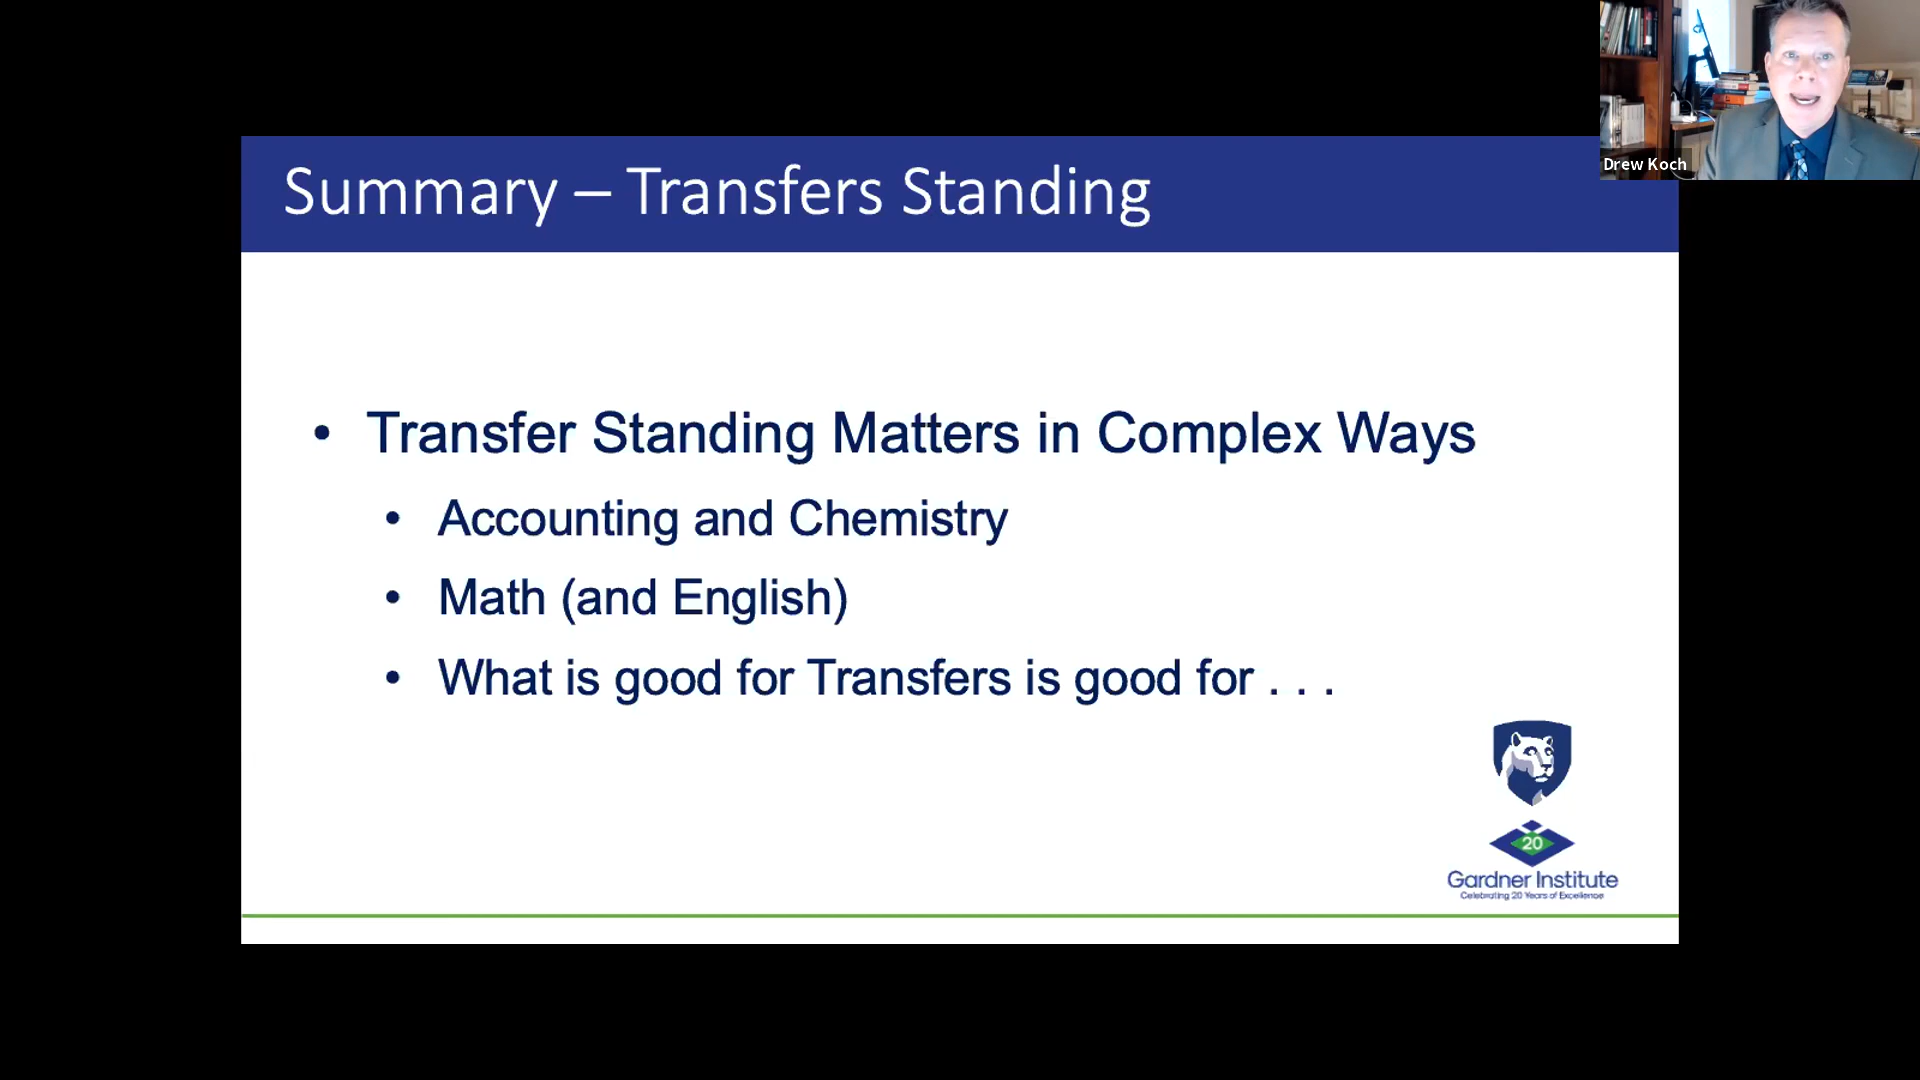 Drew Koch
Summary – Transfers Standing
• Transfer Standing Matters in Complex Ways
• Accounting and Chemistry
• Math (and English)
• What is good for Transfers is good for . . .
20
Gardner Institute
Celebrating 20 Years of Excellence